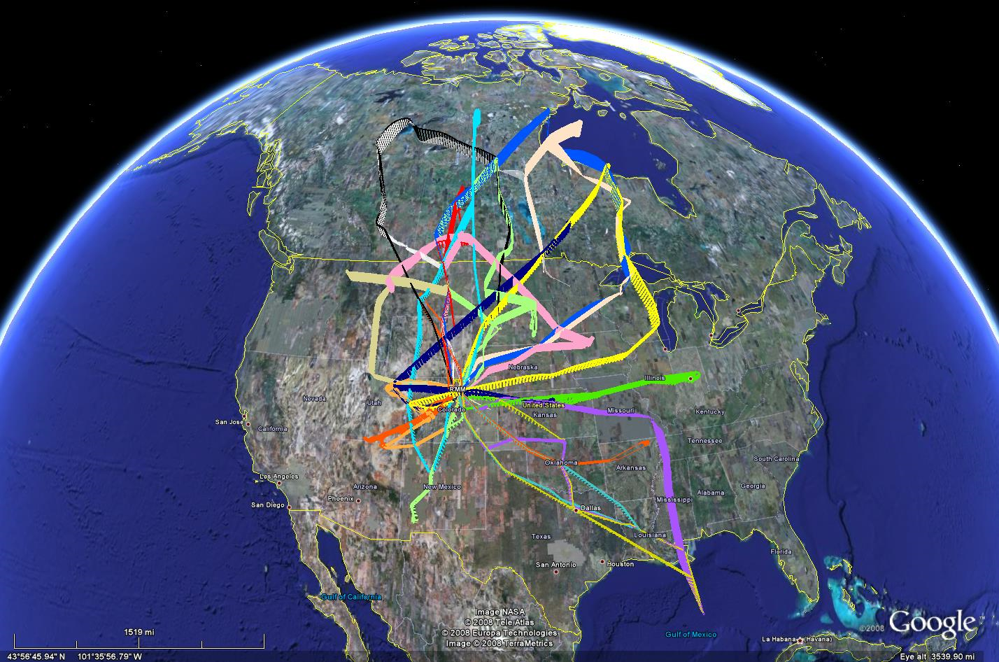 RMM
Nebraska
Illinois
Nevada
Utah
Colorado
United States
Kansas
Missouri
Kentucky
San Jose
California
Tennessee
Oklahoma
Arkansas
South Carolina
Los Angeles
Arizona
New Mexico
Georgia
Phoenix
San Diego
Mississippi
Alabama
Dallas
Texas
Louisiana
Florida
San Antonio
Houston
Gulf of California
Image NASA
© 2008 Tele Atlas
© 2008 Europa Technologies
Image © 2008 TerraMetrics
©2008 Google™
Gulf of Mexico
La Habana (Havana)
1519 mi
43°56'45.94" N 101°35'56.79" W
Eye alt 3539.90 mi